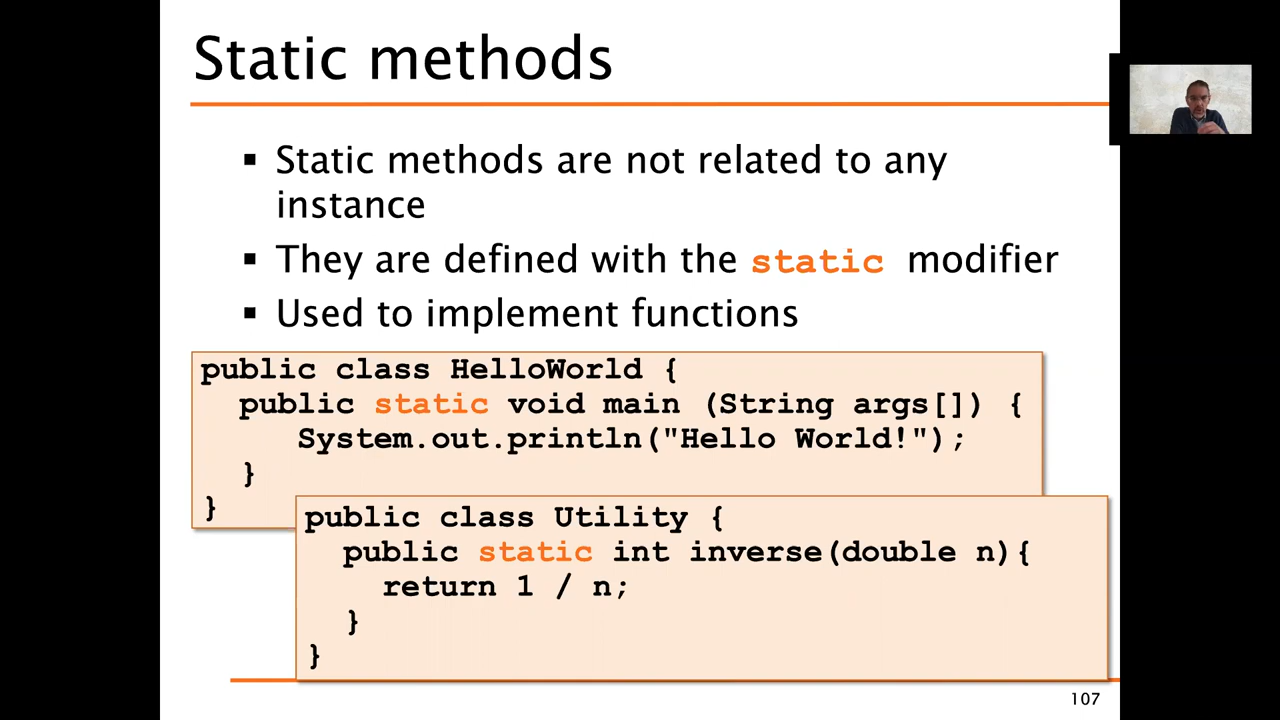 Static methods
▪ Static methods are not related to any
instance
▪ They are defined with the static modifier
▪ Used to implement functions
public class HelloWorld {
public static void main (String args[]) {
System.out.println("Hello World!");
}
}
public class Utility {
public static int inverse(double n){
return 1 / n;
}
}
107